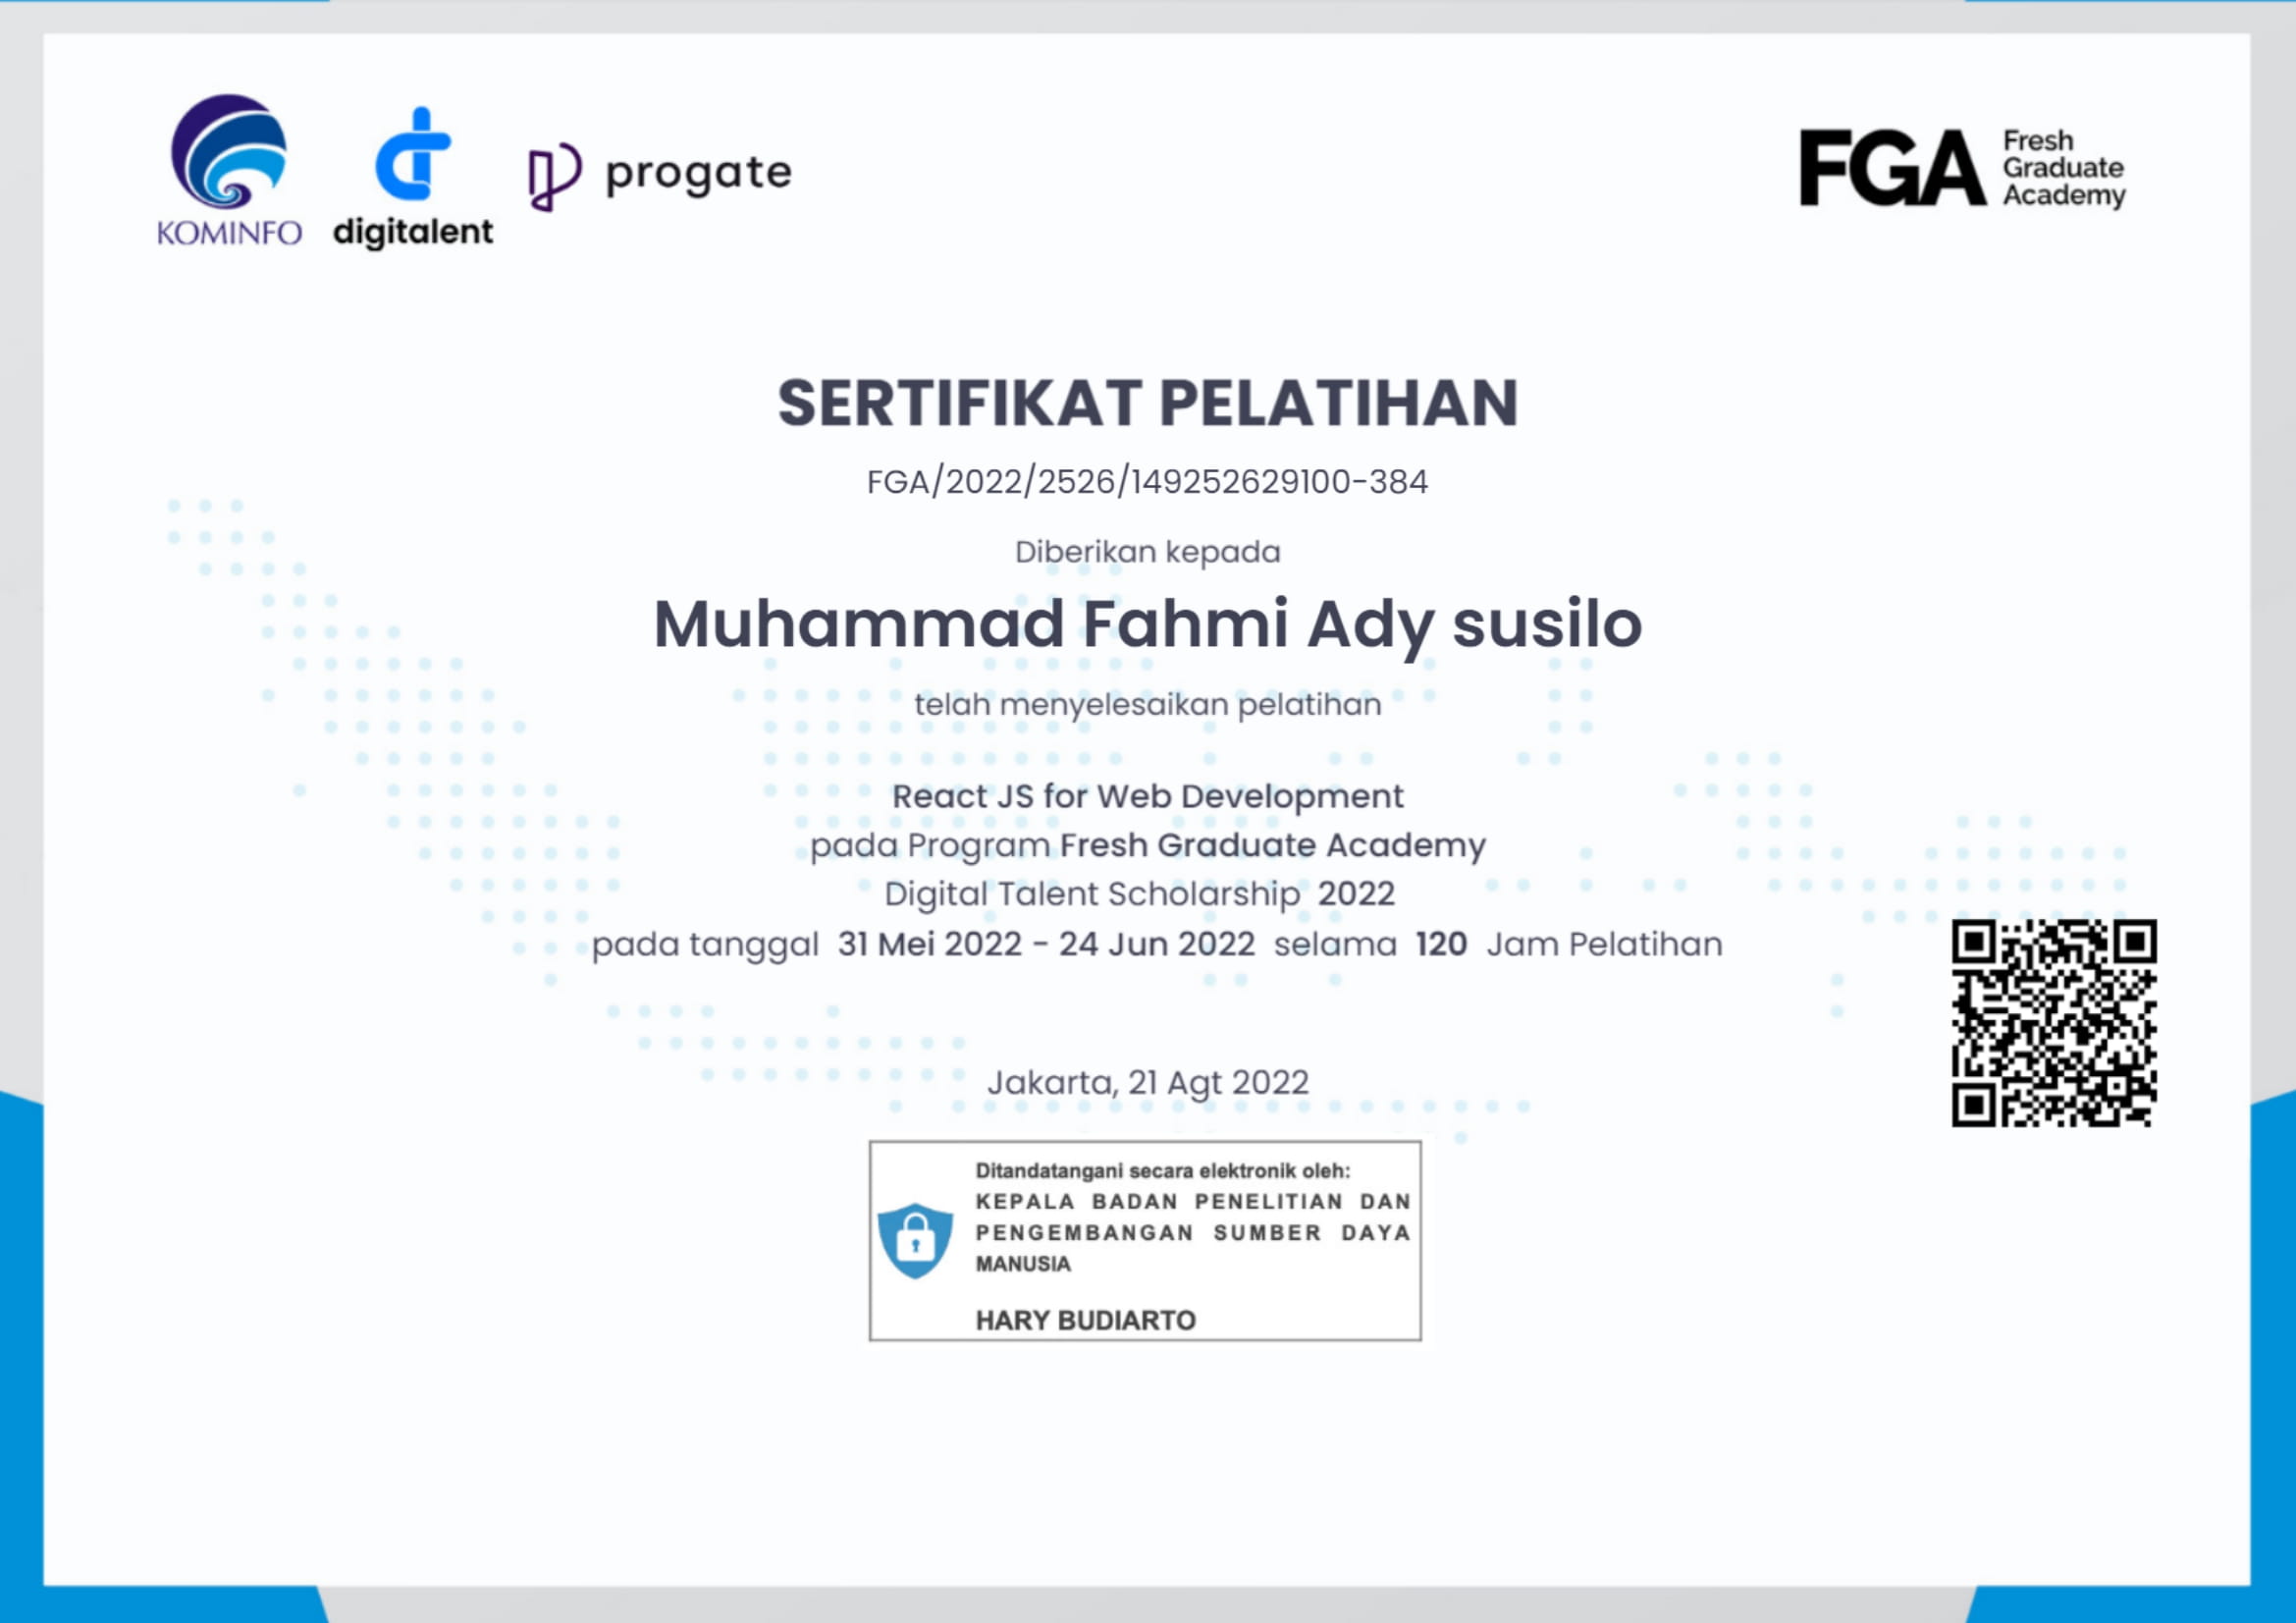 KOMINFO
digitalent
progate
FGA
Fresh
Graduate
Academy
SERTIFIKAT PELATIHAN
FGA/2022/2526/149252629100-384
Diberikan kepada
Muhammad Fahmi Ady susilo
telah menyelesaikan pelatihan
React JS for Web Development
pada Program Fresh Graduate Academy
Digital Talent Scholarship 2022
pada tanggal 31 Mei 2022 - 24 Jun 2022 selama 120 Jam Pelatihan
Jakarta, 21 Agt 2022
Ditandatangani secara elektronik oleh:
KEPALA BADAN PENELITIAN DAN
PENGEMBANGAN SUMBER DAYA
MANUSIA
HARY BUDIARTO